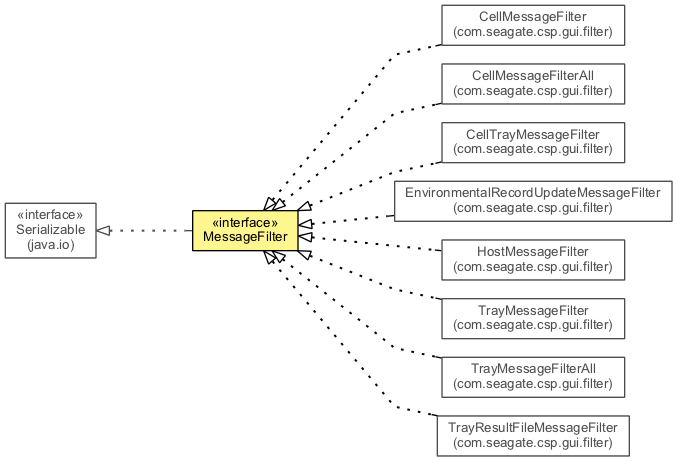 CellMessageFilter
(com.seagate.csp.gui.filter)
CellMessageFilterAll
(com.seagate.csp.gui.filter)
CellTrayMessageFilter
(com.seagate.csp.gui.filter)
EnvironmentalRecordUpdateMessageFilter
(com.seagate.csp.gui.filter)
«interface»
Serializable
(java.io)
«interface»
MessageFilter
HostMessageFilter
(com.seagate.csp.gui.filter)
TrayMessageFilter
(com.seagate.csp.gui.filter)
TrayMessageFilterAll
(com.seagate.csp.gui.filter)
TrayResultFileMessageFilter
(com.seagate.csp.gui.filter)